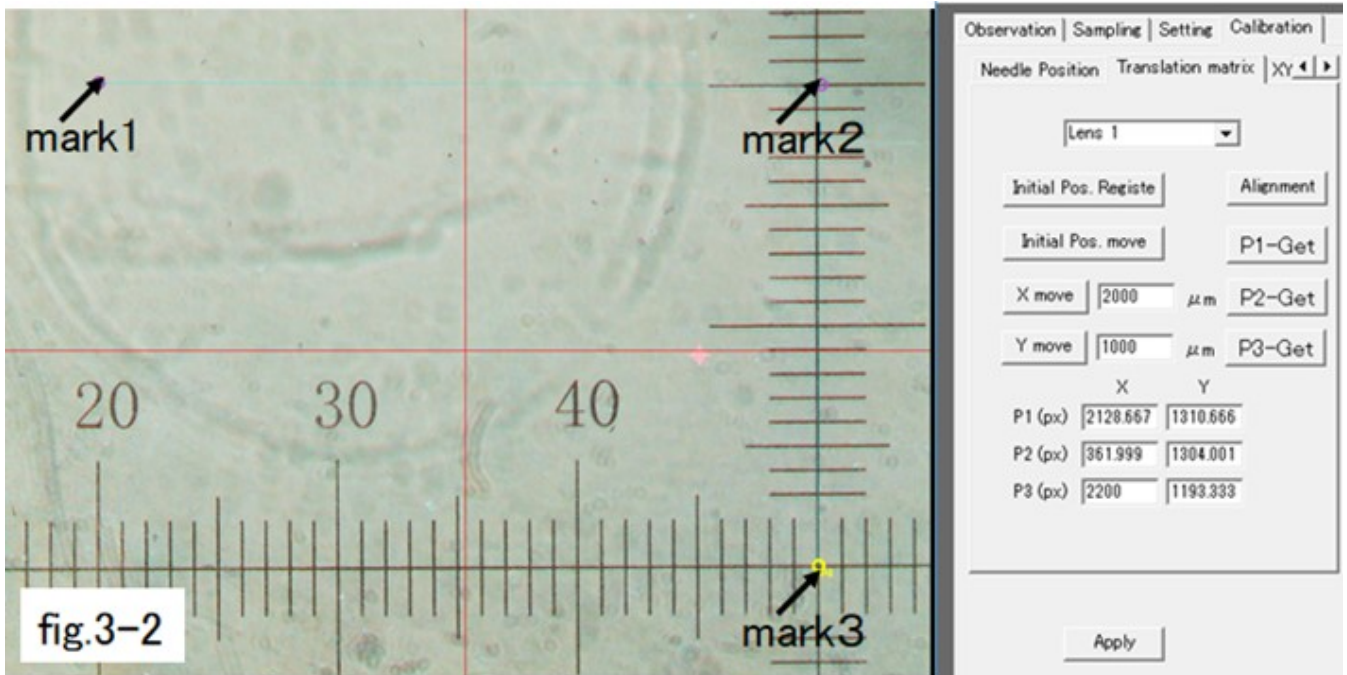 mark1
mark2
20 30 40
mark3
fig.3-2
Observation Sampling Setting Calibration
Needle Position Translation matrix XY
Lens 1
Initial Pos. Registe Alignment
Initial Pos. move P1-Get
X move 2000 μm P2-Get
Y move 1000 μm P3-Get
X Y
P1 (px) 2128.667 1310.666
P2 (px) 361.999 1304.001
P3 (px) 2200 1193.333
Apply